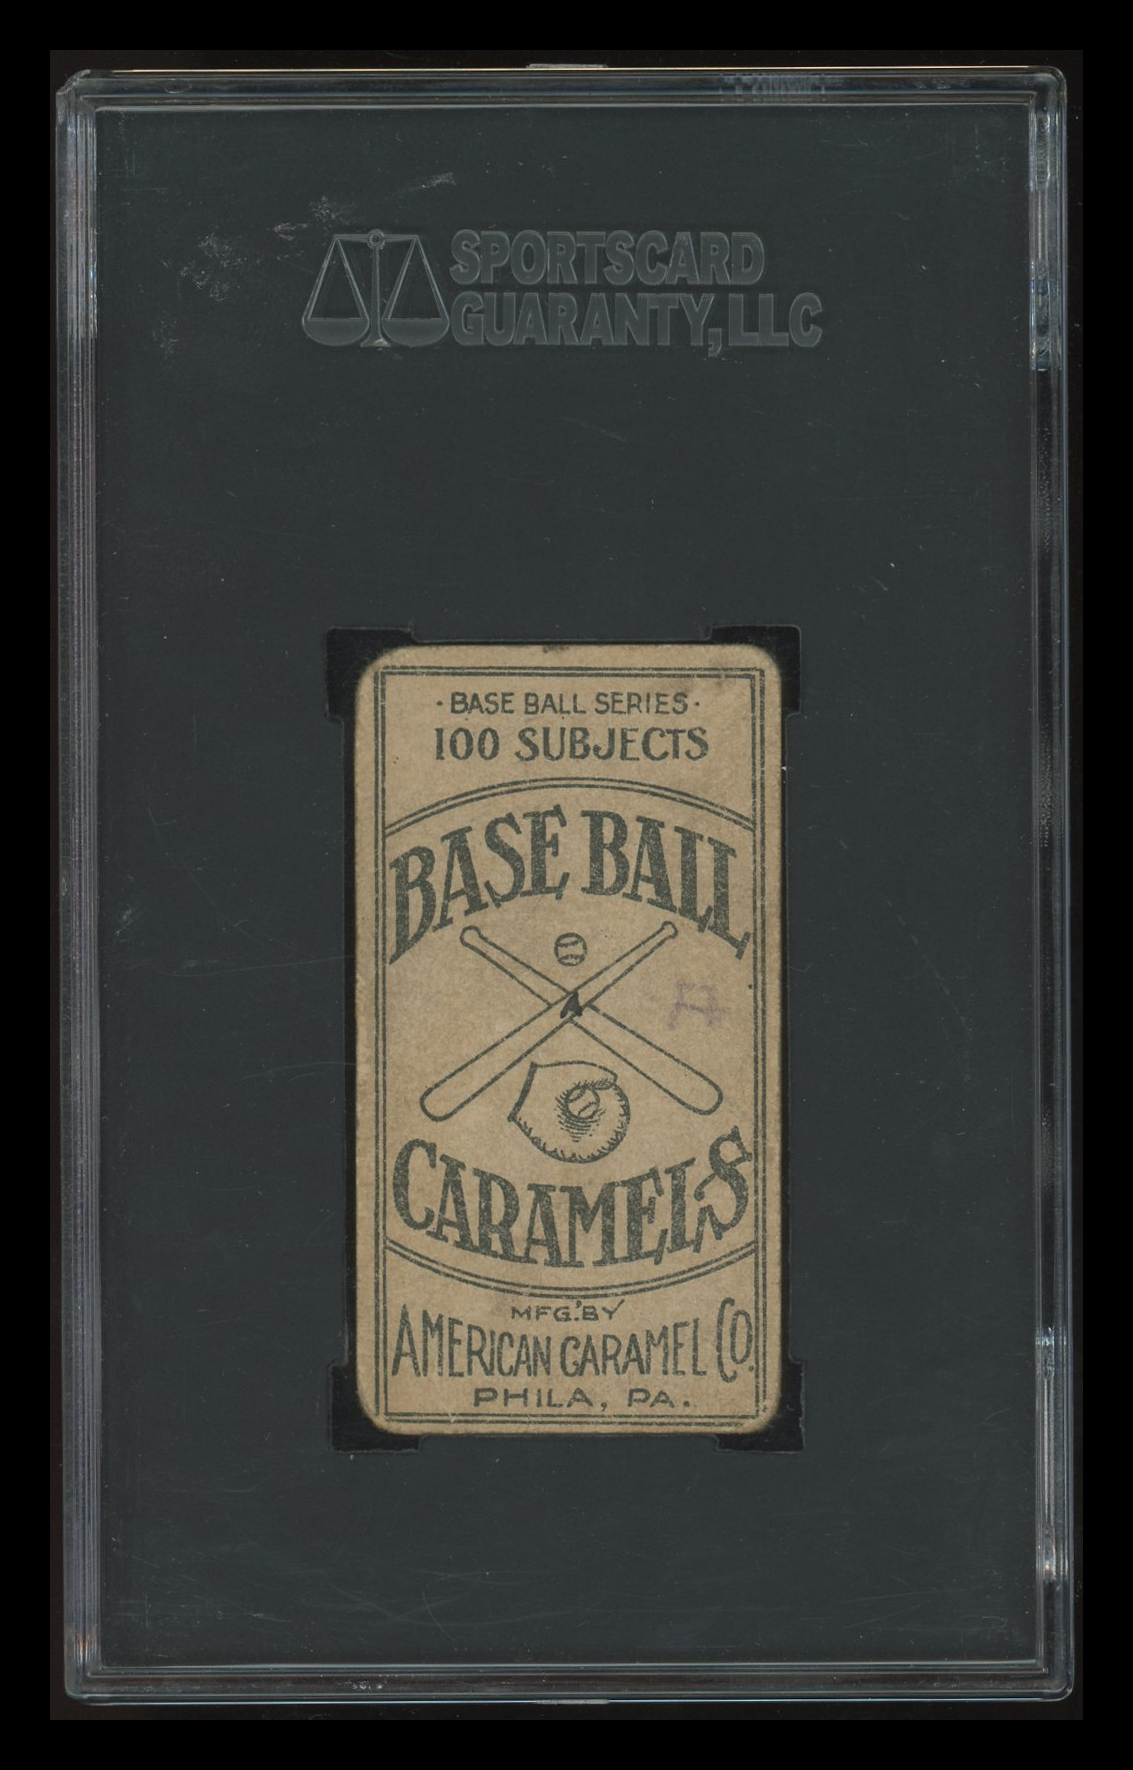 SPORTSCARD
GUARANTY, LLC
·BASE BALL SERIES·
100 SUBJECTS
BASE BALL
CARAMELS
MFG. BY
AMERICAN CARAMEL CO.
PHILA, PA.